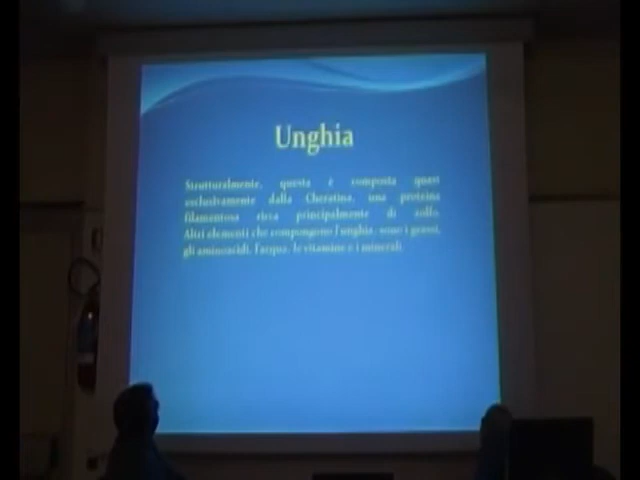 Unghia
Strutturalmente, questa è composta quasi
esclusivamente dalla Cheratina, una proteina
filamentosa ricca principalmente di zolfo.
Altri elementi che compongono l'unghia, sono i grassi,
gli aminoacidi, l'acqua, le vitamine e i minerali